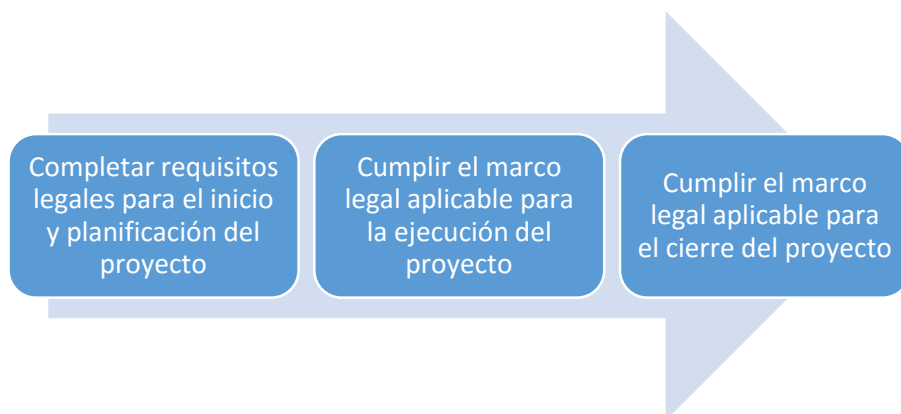 Completar requisitos
legales para el inicio
y planificación del
proyecto
Cumplir el marco
legal aplicable para
la ejecución del
proyecto
Cumplir el marco
legal aplicable para
el cierre del proyecto